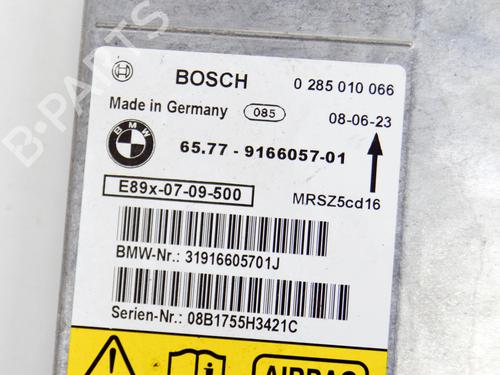 BOSCH 0 285 010 066
Made in Germany 085 08-06-23
BMW 65.77 - 9166057-01
E89x-07-09-500 MRSZ5cd16
BMW-Nr.: 31916605701J
Serien-Nr.: 08B1755H3421C
AIRBAG
B-PARTS